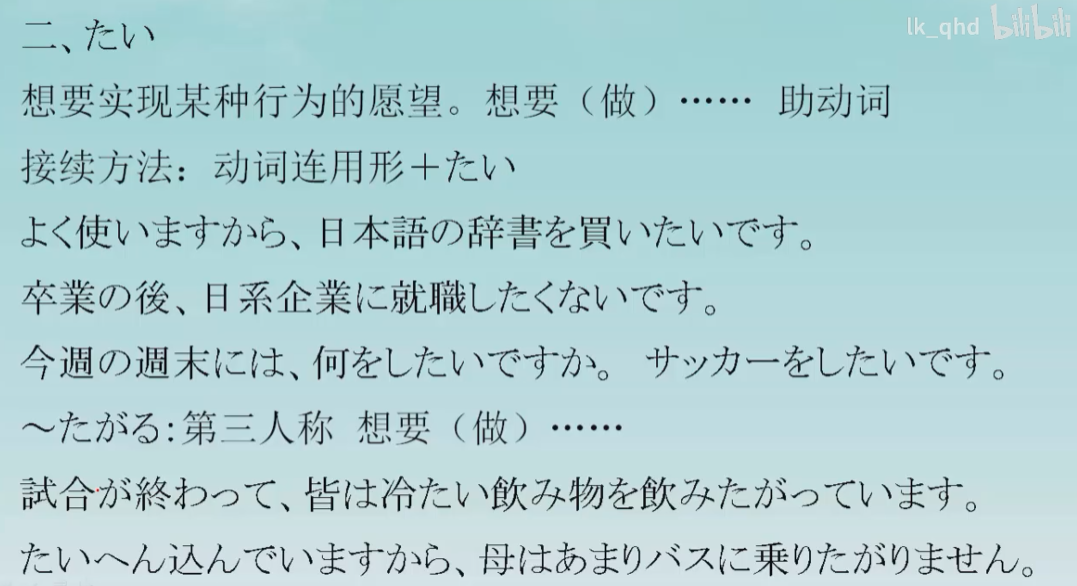 lk_qhd bilibili
二、たい
想要实现某种行为的愿望。想要（做）…… 助动词
接续方法：动词连用形＋たい
よく使いますから、日本語の辞書を買いたいです。
卒業の後、日系企業に就職したくないです。
今週の週末には、何をしたいですか。 サッカーをしたいです。
～たがる：第三人称 想要（做）……
試合が終わって、皆は冷たい飲み物を飲みたがっています。
たいへん込んでいますから、母はあまりバスに乗りたがりません。